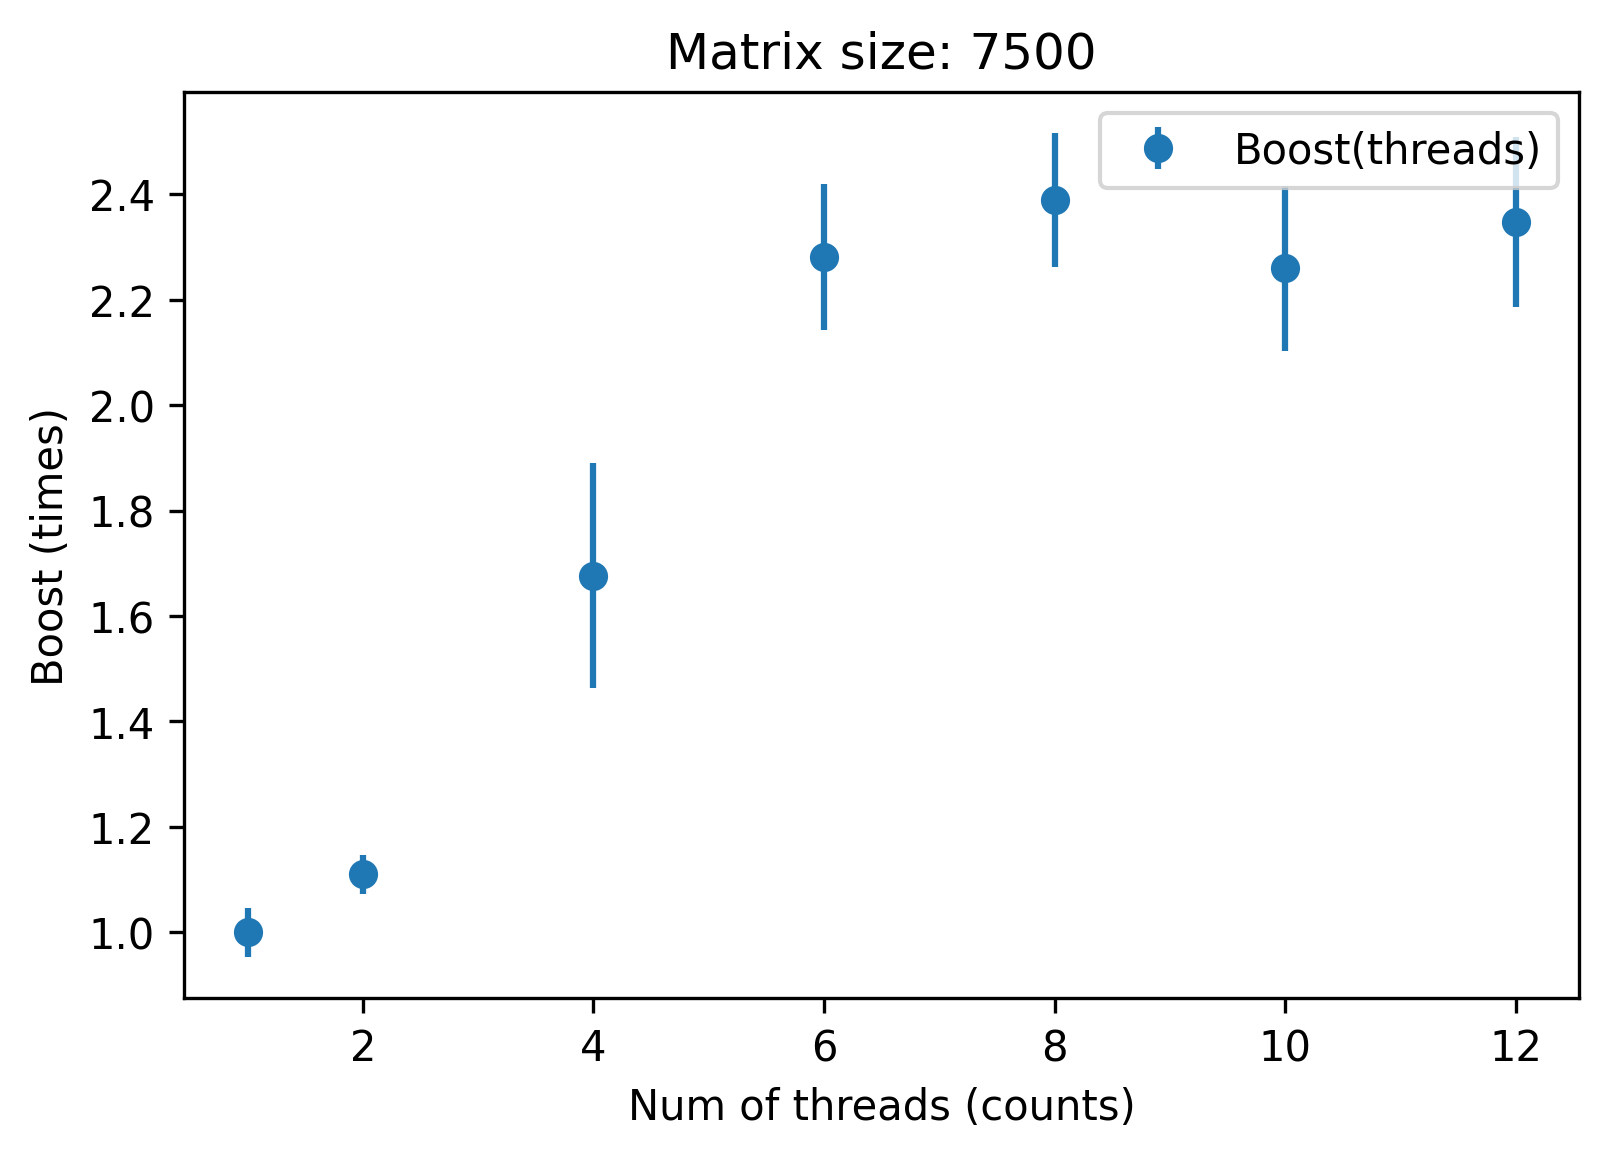 Matrix size: 7500
Boost(threads)
Boost (times)
2.4
2.2
2.0
1.8
1.6
1.4
1.2
1.0
2 4 6 8 10 12
Num of threads (counts)